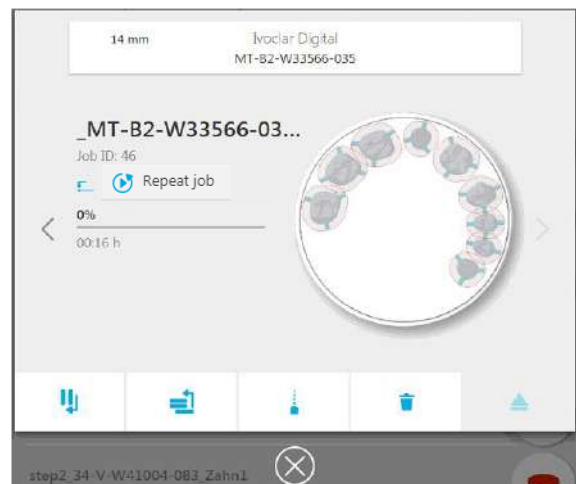 14 mm
Ivoclar Digital
MT-B2-W33566-035
_MT-B2-W33566-03...
Job ID: 46
Repeat job
0%
00:16 h
step2_34-V-W41004-083_Zahn1